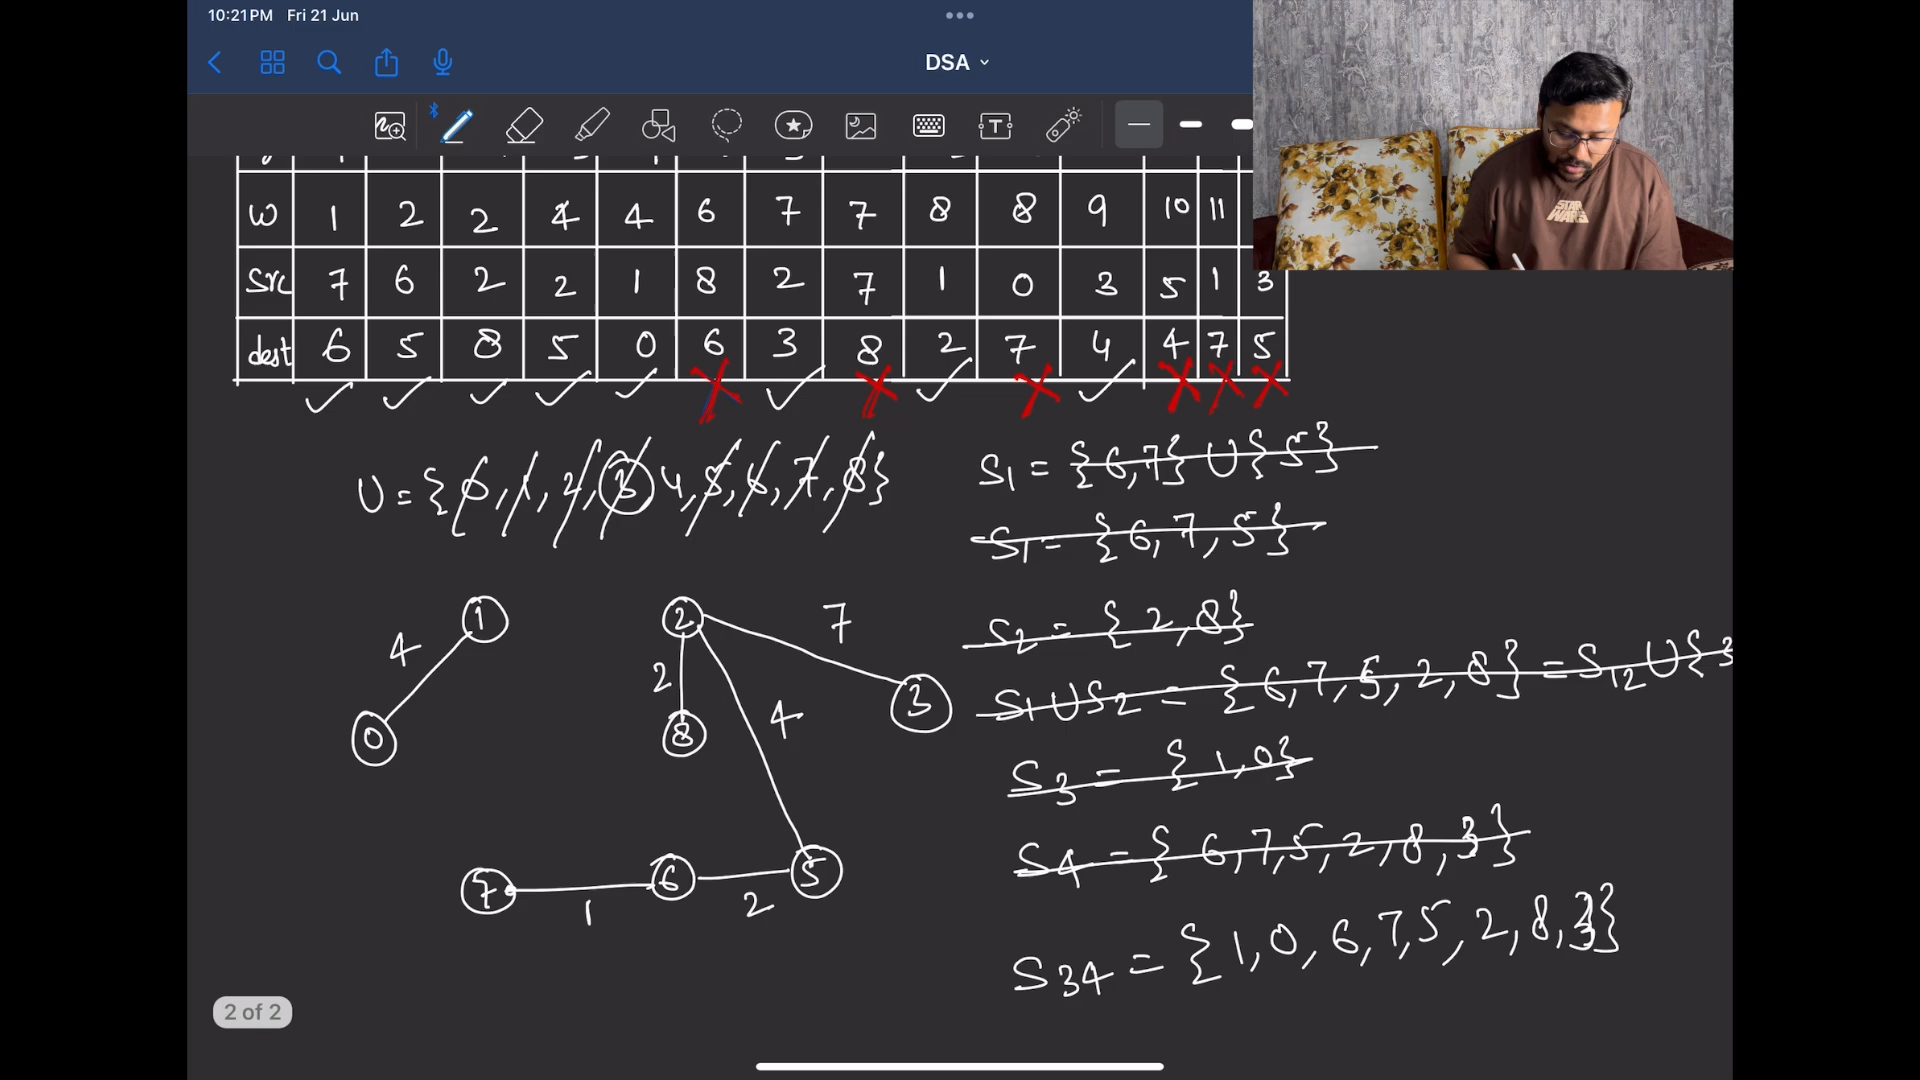 10:21PM Fri 21 Jun
DSA
W 1 2 2 4 4 6 7 7 8 8 9 10 11
Src 7 6 2 2 1 8 2 7 1 0 3 5 1 3
dest 6 5 8 5 0 6 3 8 2 7 4 4 7 5
U = {0, 1, 2, 3 4, 5, 6, 7, 8}
S1 = {6,7} U {5}
S1 = {6, 7, 5}
S2 = {2, 8}
S1 U S2 = {6, 7, 5, 2, 8} = S12 U {3
S3 = {1,0}
S4 = {6,7,5, 2, 8, 3}
S34 = {1, 0, 6, 7, 5, 2, 8, 3}
1
4
0
2
7
2
8
4
3
7
1
6
2
5
STAR WARS
2 of 2